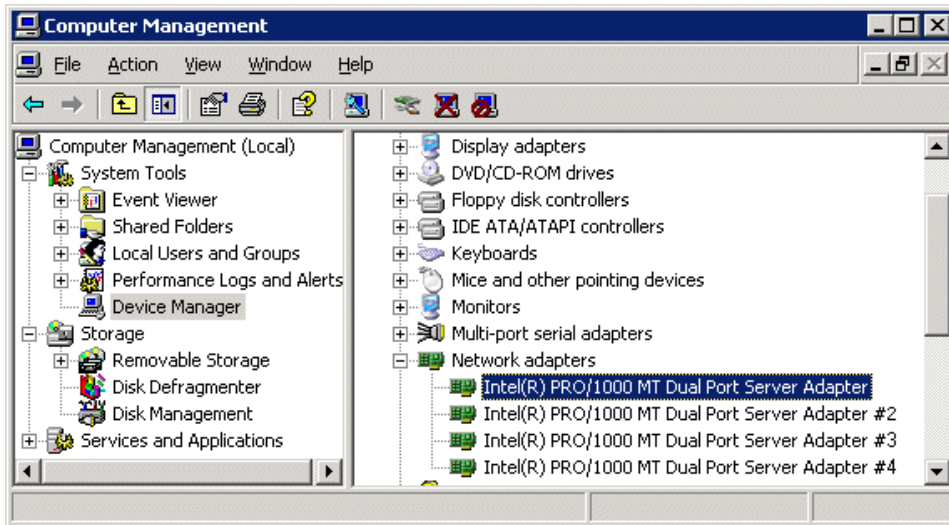 Computer Management
File Action View Window Help
Computer Management (Local)
System Tools
Event Viewer
Shared Folders
Local Users and Groups
Performance Logs and Alerts
Device Manager
Storage
Removable Storage
Disk Defragmenter
Disk Management
Services and Applications
Display adapters
DVD/CD-ROM drives
Floppy disk controllers
IDE ATA/ATAPI controllers
Keyboards
Mice and other pointing devices
Monitors
Multi-port serial adapters
Network adapters
Intel(R) PRO/1000 MT Dual Port Server Adapter
Intel(R) PRO/1000 MT Dual Port Server Adapter #2
Intel(R) PRO/1000 MT Dual Port Server Adapter #3
Intel(R) PRO/1000 MT Dual Port Server Adapter #4